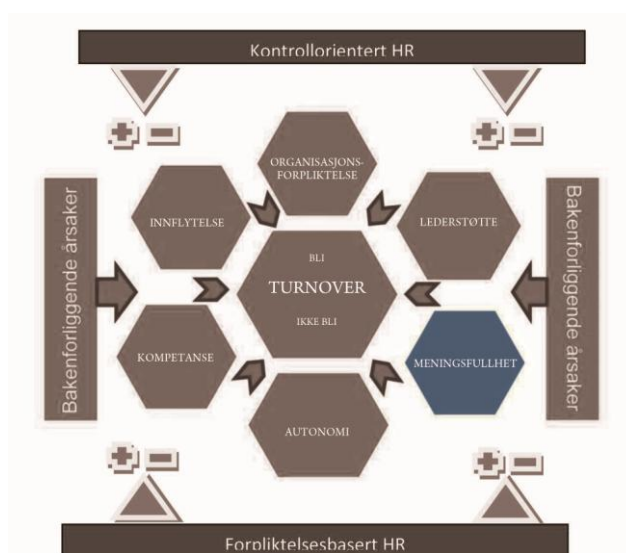 Kontrollorientert HR
ORGANISASJONS-
FORPLIKTELSE
INNFLYTELSE
LEDERSTØTTE
Bakenforliggende årsaker
BLI
TURNOVER
IKKE BLI
Bakenforliggende årsaker
KOMPETANSE
MENINGSFULLHET
AUTONOMI
Forpliktelsesbasert HR